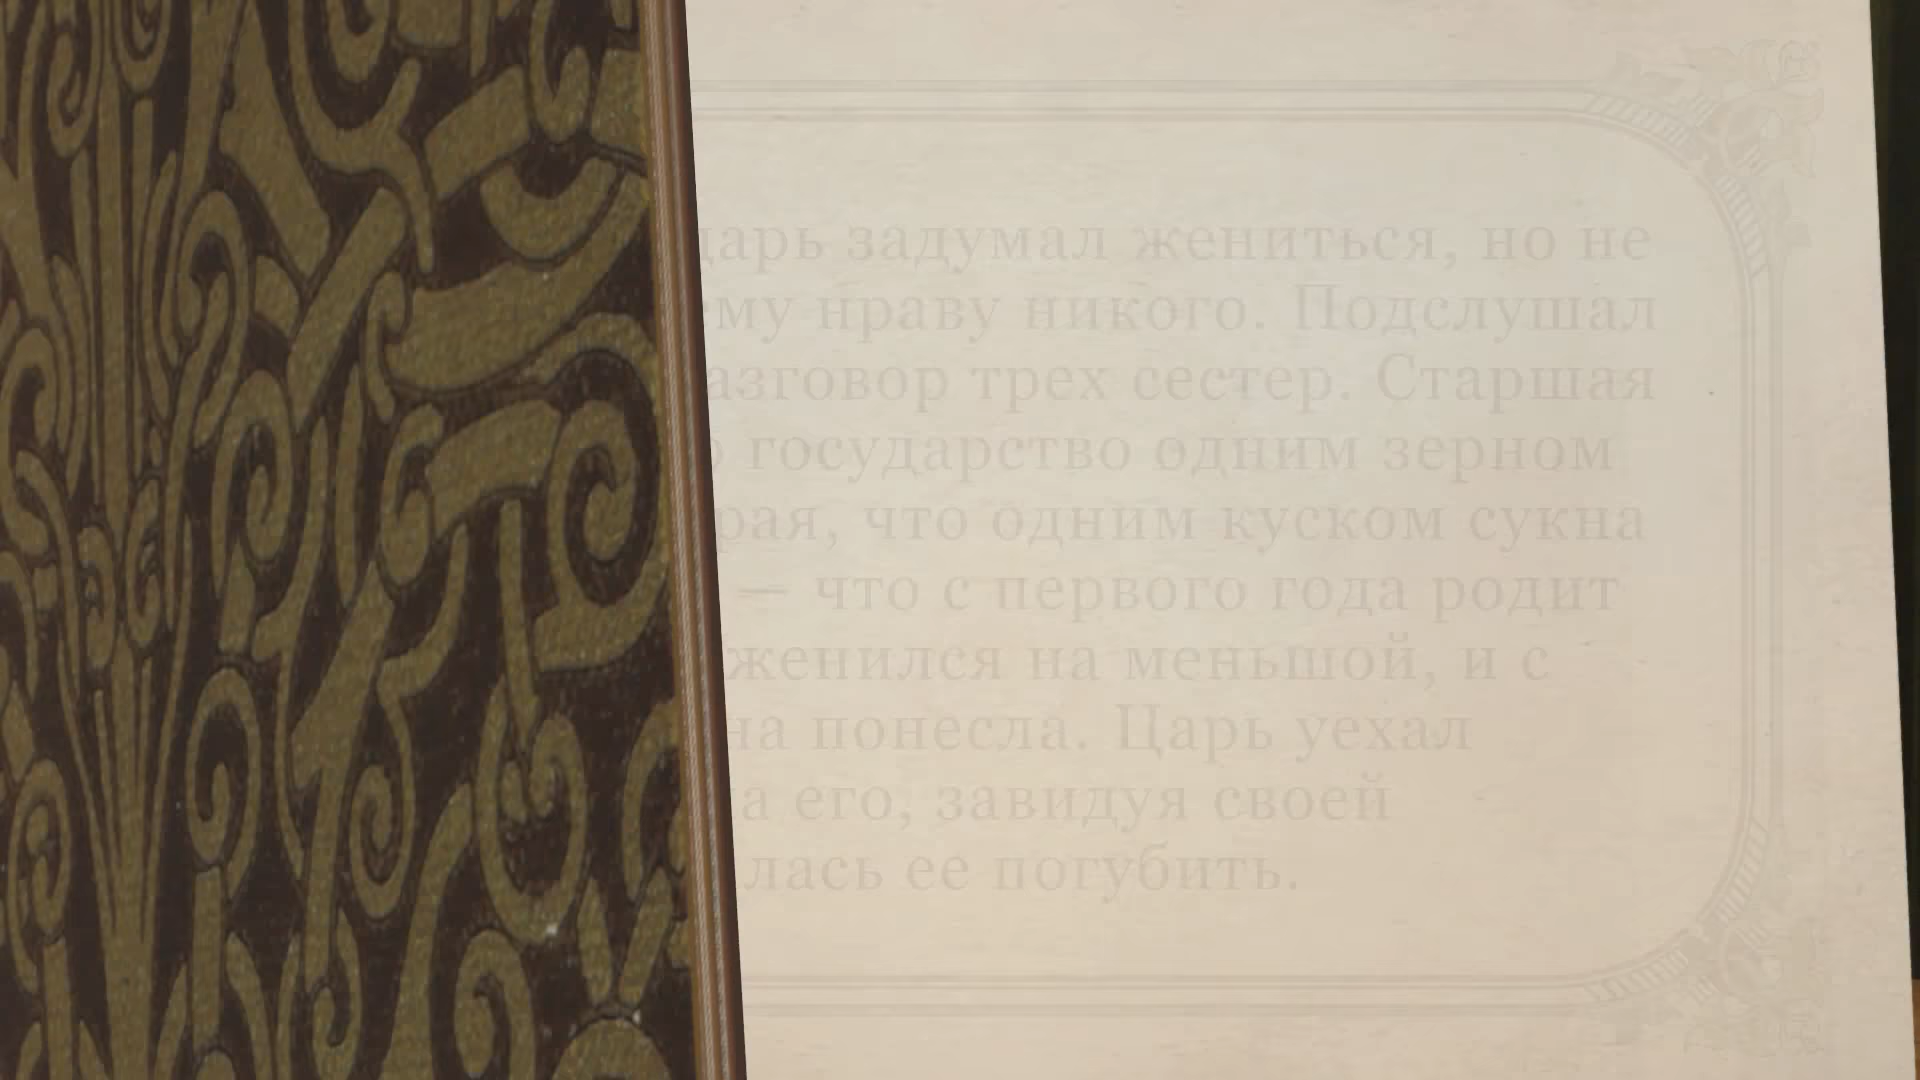 царь задумал жениться, но не
ему нраву никого. Подслушал
азговор трех сестер. Старшая
о государство одним зерном
рая, что одним куском сукна
— что с первого года родит
женился на меньшой, и с
на понесла. Царь уехал
а его, завидуя своей
лась ее погубить.